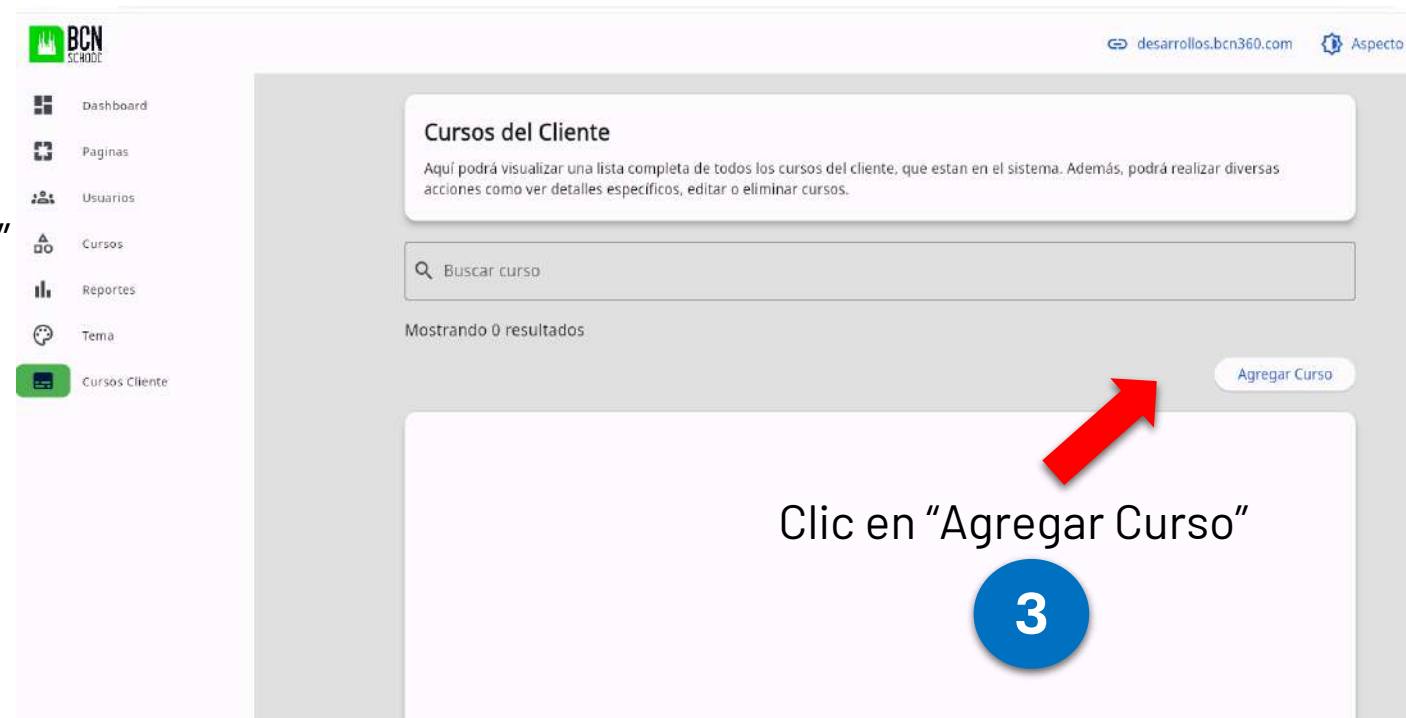 BCN
SCHOOL
desarrollos.bcn360.com
Aspecto
Dashboard
Paginas
Usuarios
"
Cursos
Reportes
Tema
Cursos Cliente
Cursos del Cliente
Aquí podrá visualizar una lista completa de todos los cursos del cliente, que estan en el sistema. Además, podrá realizar diversas
acciones como ver detalles específicos, editar o eliminar cursos.
Buscar curso
Mostrando 0 resultados
Agregar Curso
Clic en “Agregar Curso”
3